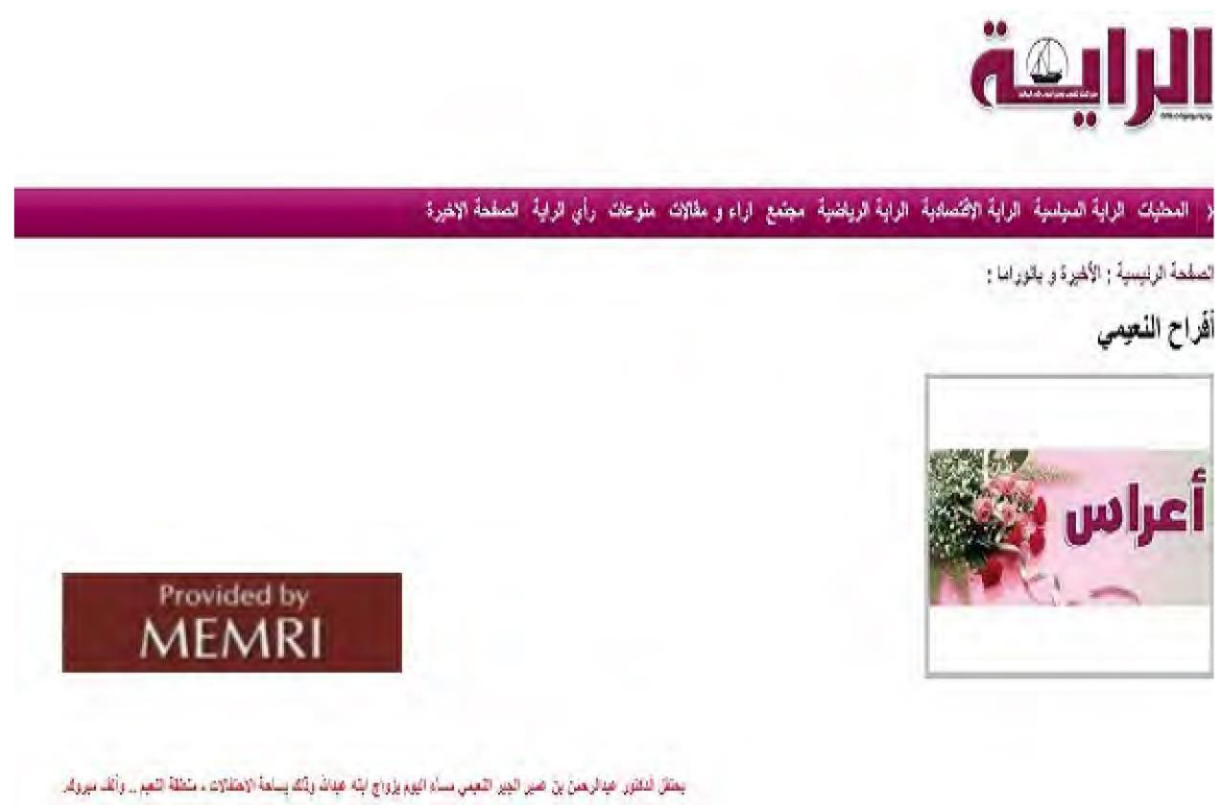 الراية
المحليات الراية السياسية الراية الاقتصادية الراية الرياضية مجتمع اراء و مقالات منوعات رأي الراية الصفحة الاخيرة
الصفحة الرئيسية : الأخيرة و بانوراما :
أفراح النعيمي
أعراس
Provided by
MEMRI
يحتفل الدكتور عبدالرحمن بن عمير الجبر النعيمي مساء اليوم بزواج ابنه عبدالله وذلك بساحة الاحتفالات ، منطقة النعيم .. وألف مبروك.